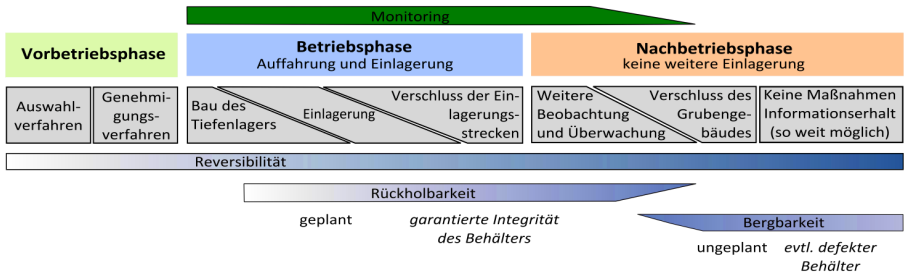 Monitoring
Vorbetriebsphase
Betriebsphase
Auffahrung und Einlagerung
Nachbetriebsphase
keine weitere Einlagerung
Auswahl-
verfahren
Genehmi-
gungs-
verfahren
Bau des
Tiefenlagers
Einlagerung
Verschluss der Ein-
lagerungs-
strecken
Weitere
Beobachtung
und Überwachung
Verschluss des
Grubenge-
bäudes
Keine Maßnahmen
Informationserhalt
(so weit möglich)
Reversibilität
Rückholbarkeit
geplant
garantierte Integrität
des Behälters
Bergbarkeit
ungeplant
evtl. defekter
Behälter